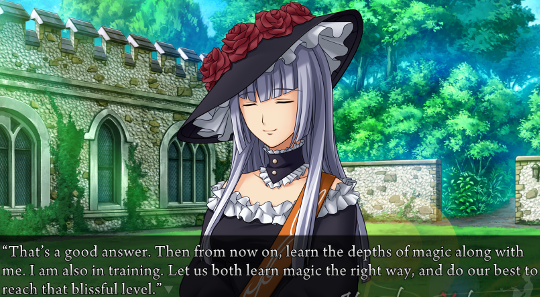 “That’s a good answer. Then from now on, learn the depths of magic along with
me. I am also in training. Let us both learn magic the right way, and do our best to
reach that blissful level.”